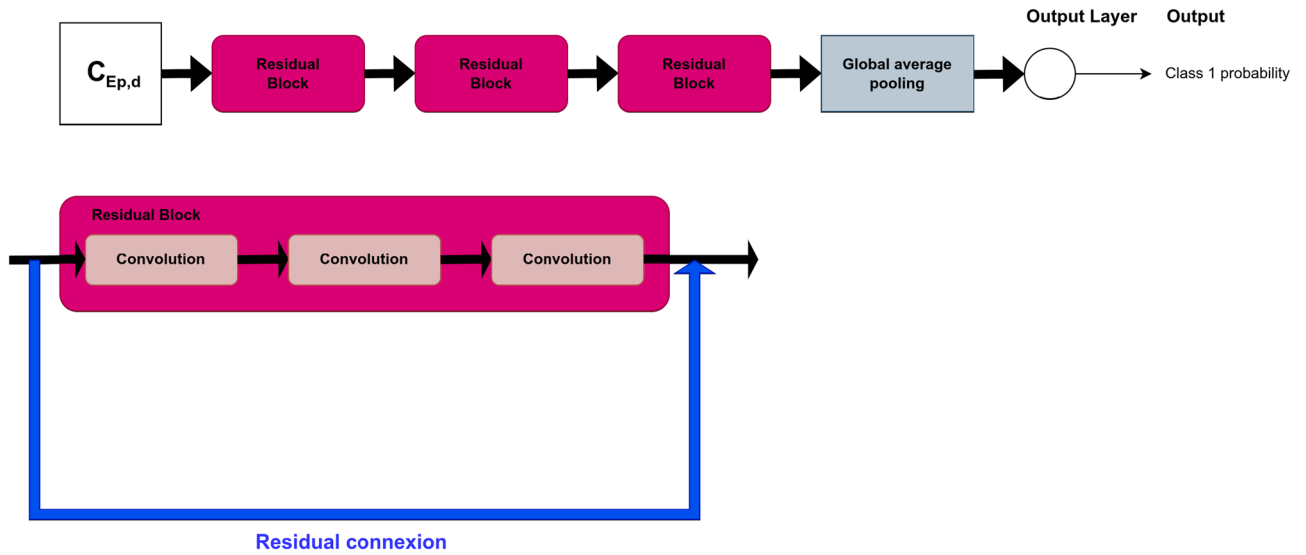 Output Layer
Output
C_Ep,d
Residual
Block
Residual
Block
Residual
Block
Global average
pooling
Class 1 probability
Residual Block
Convolution
Convolution
Convolution
Residual connexion